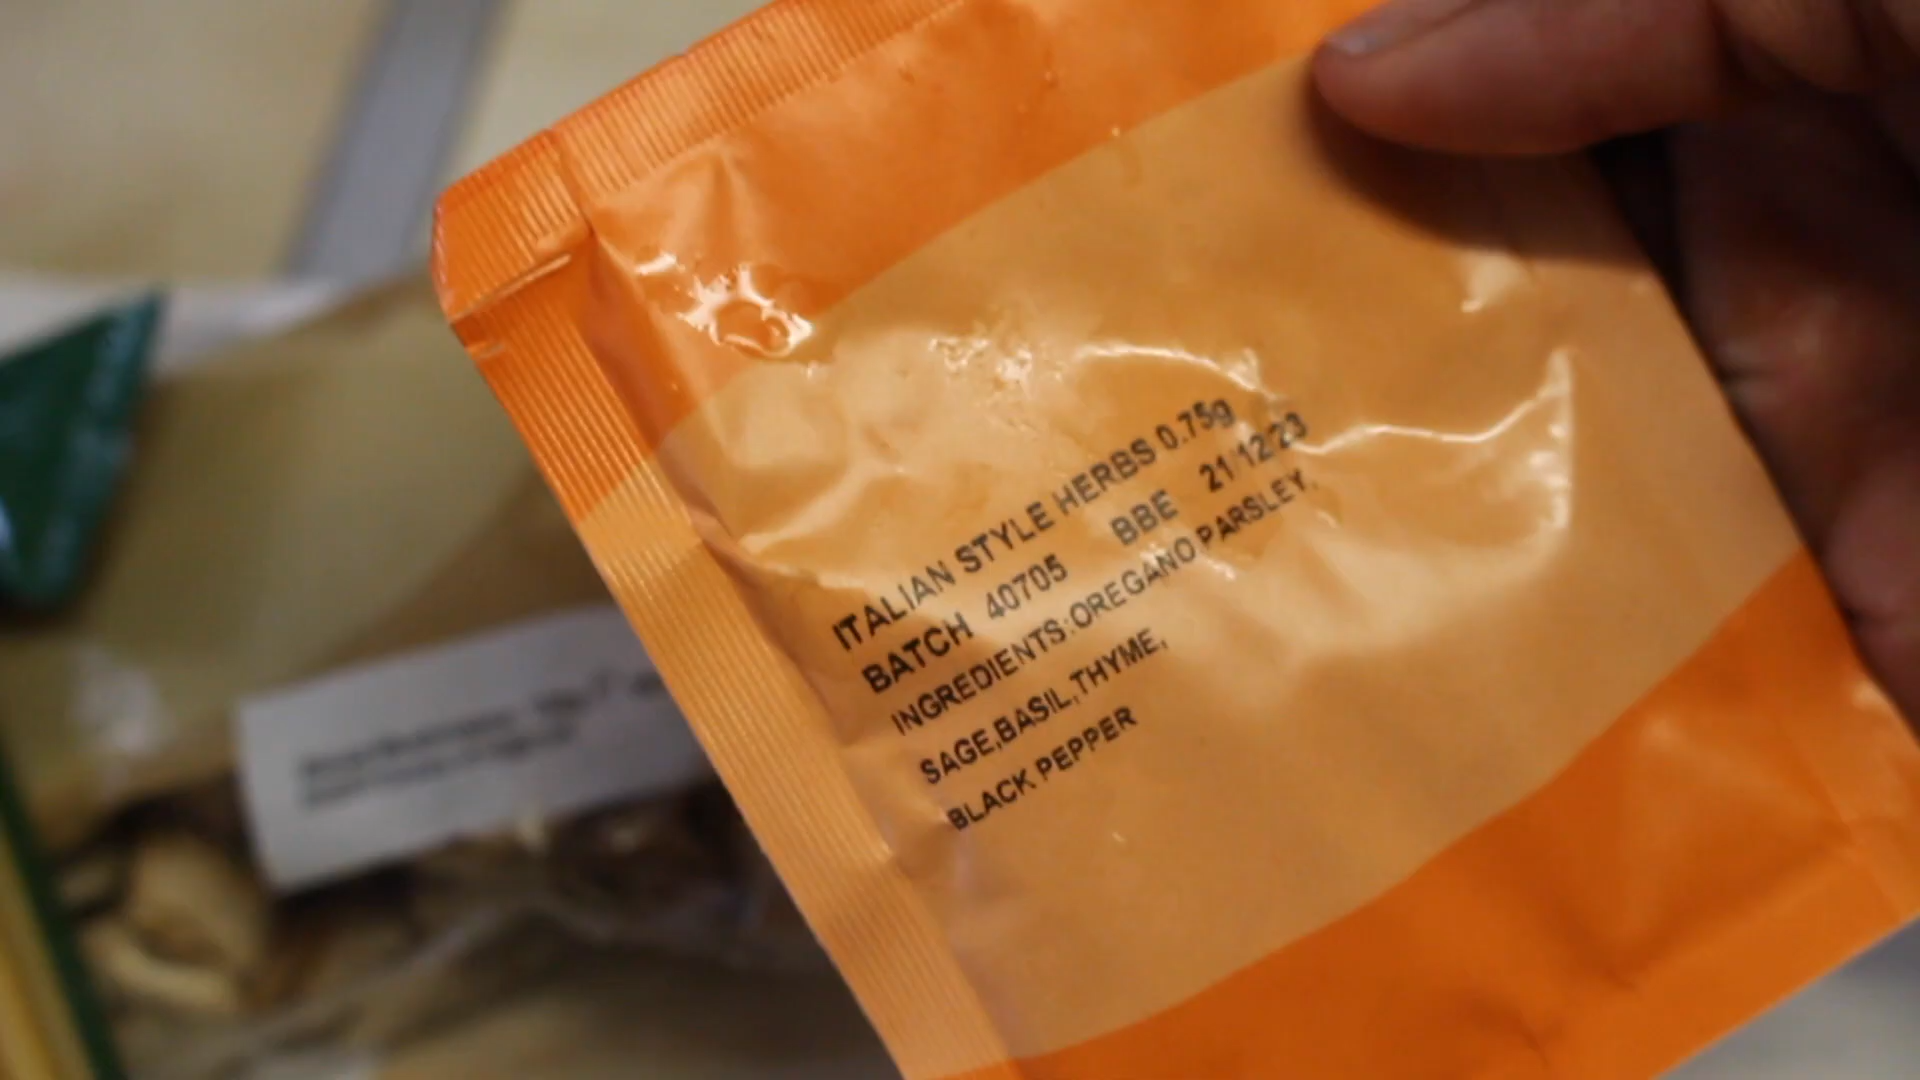 ITALIAN STYLE HERBS 0.75g
BATCH 40705 BBE 21/12/23
INGREDIENTS:OREGANO PARSLEY,
SAGE,BASIL,THYME,
BLACK PEPPER